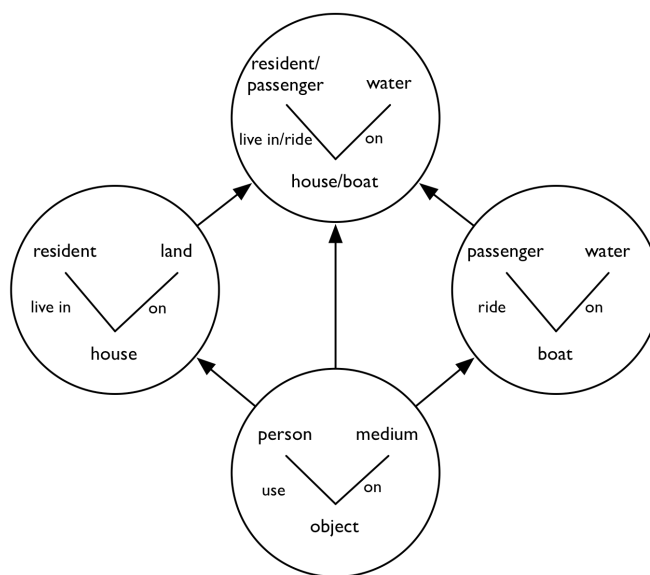 resident/
passenger
water
live in/ride
on
house/boat
resident
land
live in
on
house
passenger
water
ride
on
boat
person
medium
use
on
object